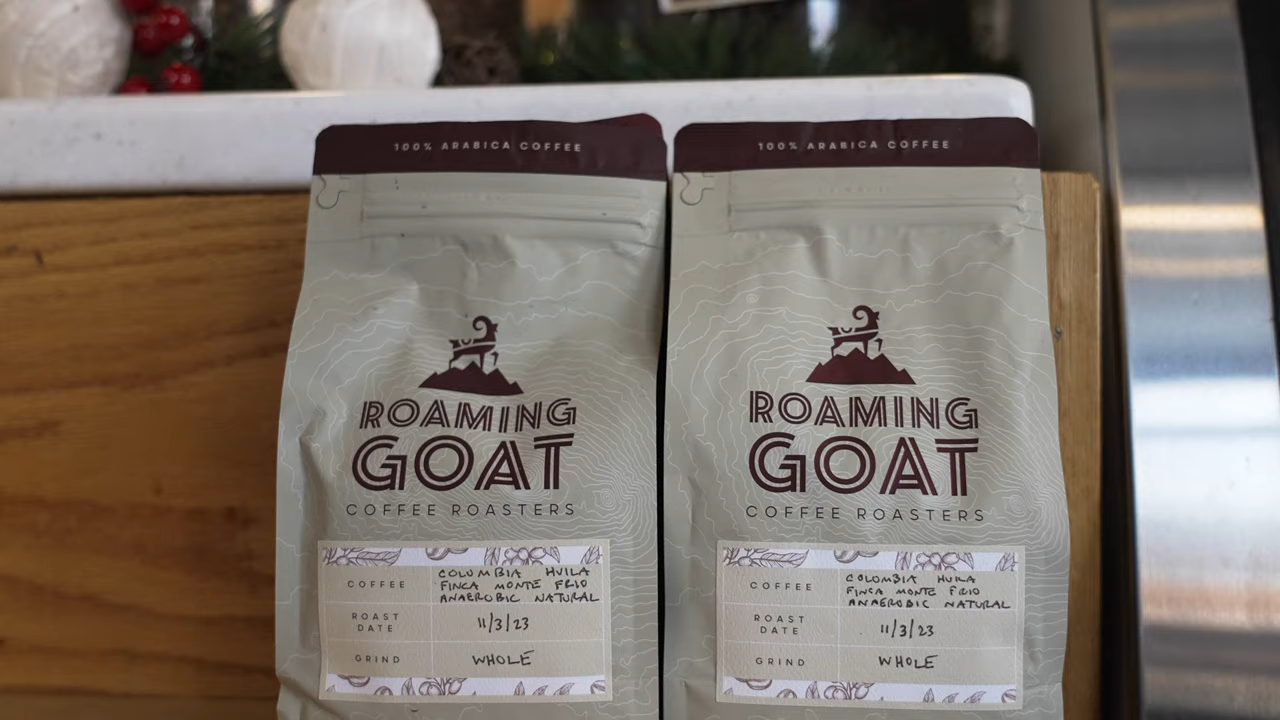 100% ARABICA COFFEE
ROAMING
GOAT
COFFEE ROASTERS
COFFEE
COLUMBIA HUILA
FINCA MONTE FRIO
ANAEROBIC NATURAL
ROAST
DATE
11/3/23
GRIND
WHOLE
100% ARABICA COFFEE
ROAMING
GOAT
COFFEE ROASTERS
COFFEE
COLOMBIA HUILA
FINCA MONTE FRIO
ANAEROBIC NATURAL
ROAST
DATE
11/3/23
GRIND
WHOLE